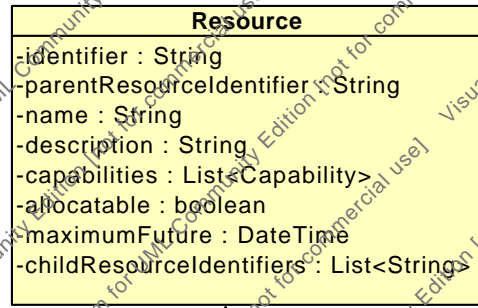 Resource
-identifier : String
-parentResourceIdentifier : String
-name : String
-description : String
-capabilities : List<Capability>
-allocatable : boolean
-maximumFuture : DateTime
-childResourceIdentifiers : List<String>